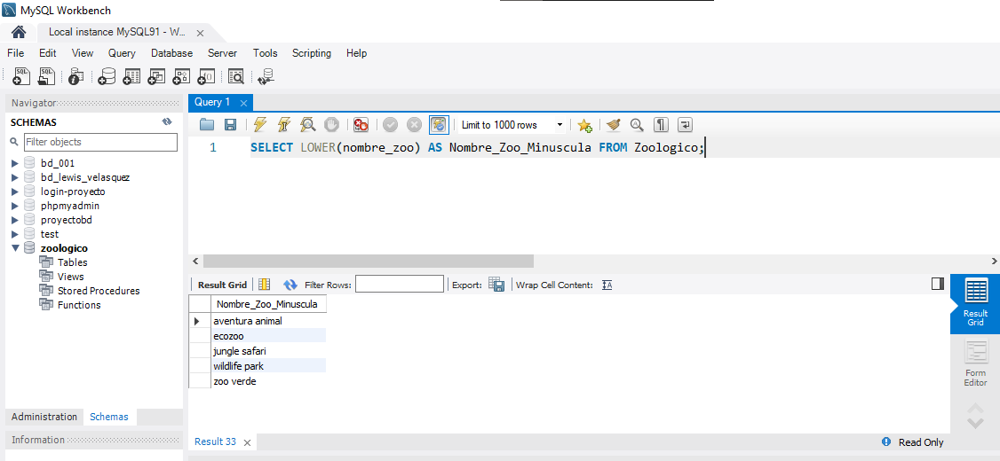 MySQL Workbench
Local instance MySQL91 - W...
File Edit View Query Database Server Tools Scripting Help
Navigator
SCHEMAS
Filter objects
bd_001
bd_lewis_velasquez
login-proyecto
phpmyadmin
proyectobd
test
zoologico
Tables
Views
Stored Procedures
Functions
Administration Schemas
Information
Query 1
Limit to 1000 rows
1 SELECT LOWER(nombre_zoo) AS Nombre_Zoo_Minuscula FROM Zoologico;
Result Grid Filter Rows: Export: Wrap Cell Content:
Nombre_Zoo_Minuscula
aventura animal
ecozoo
jungle safari
wildlife park
zoo verde
Result
Grid
Form
Editor
Result 33
Read Only